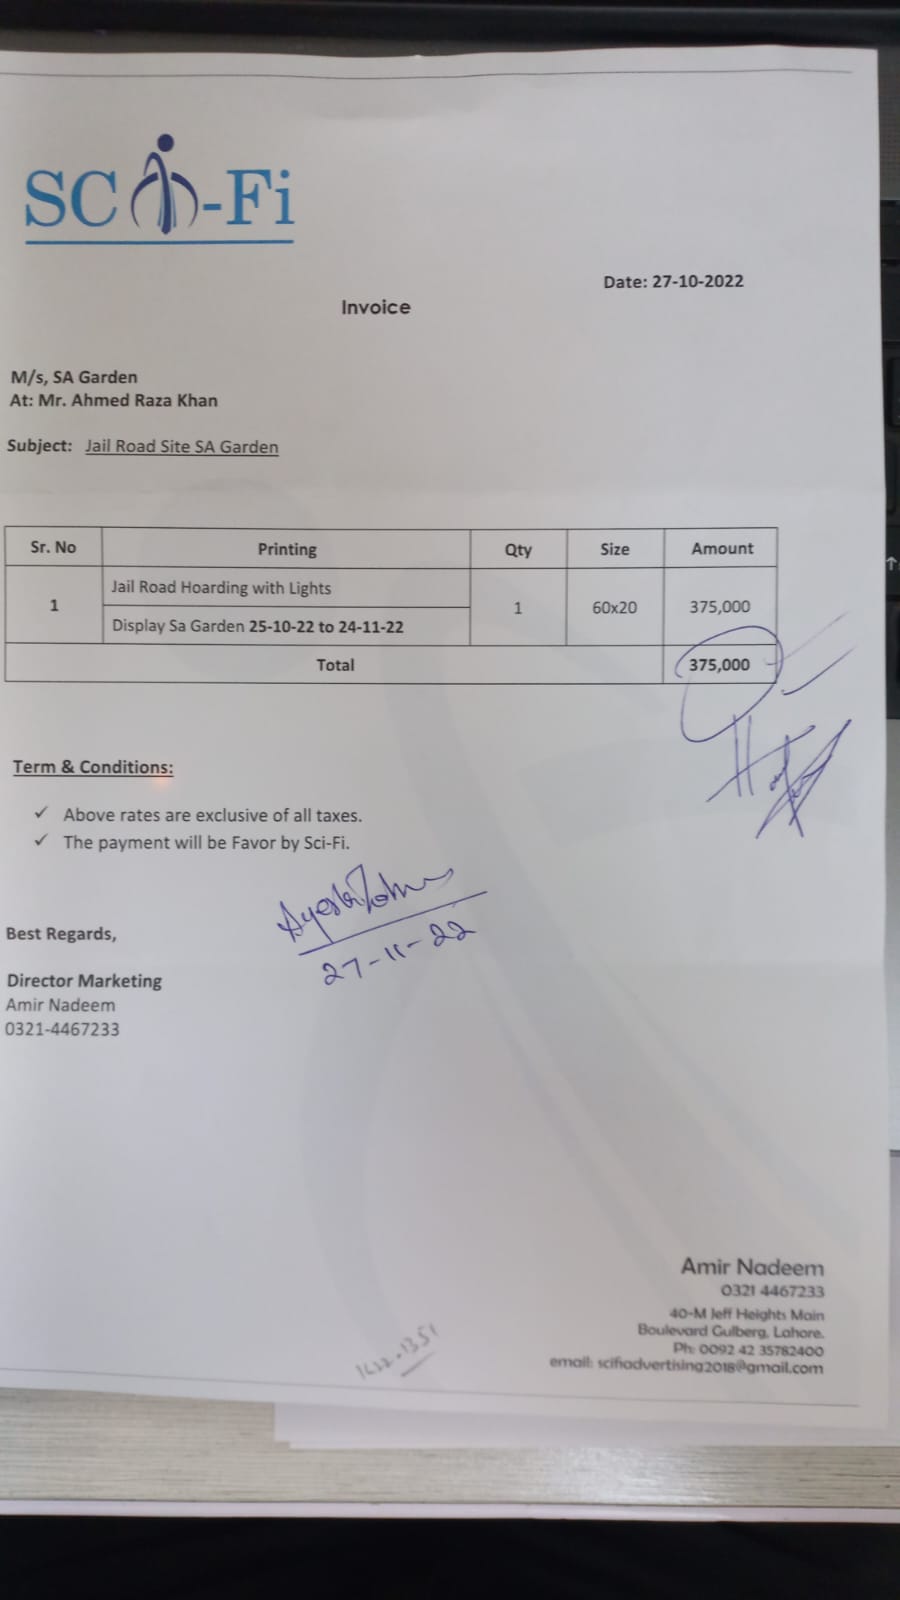 SCi-Fi
Date: 27-10-2022
Invoice
M/s, SA Garden
At: Mr. Ahmed Raza Khan
Subject: Jail Road Site SA Garden
Sr. No Printing Qty Size Amount
1 Jail Road Hoarding with Lights 1 60x20 375,000
Display Sa Garden 25-10-22 to 24-11-22
Total 375,000
Term & Conditions:
✓ Above rates are exclusive of all taxes.
✓ The payment will be Favor by Sci-Fi.
27-11-22
Best Regards,
Director Marketing
Amir Nadeem
0321-4467233
Amir Nadeem
0321 4467233
40-M Jeff Heights Main
Boulevard Gulberg, Lahore.
Ph: 0092 42 35782400
email: scifiadvertising2018@gmail.com